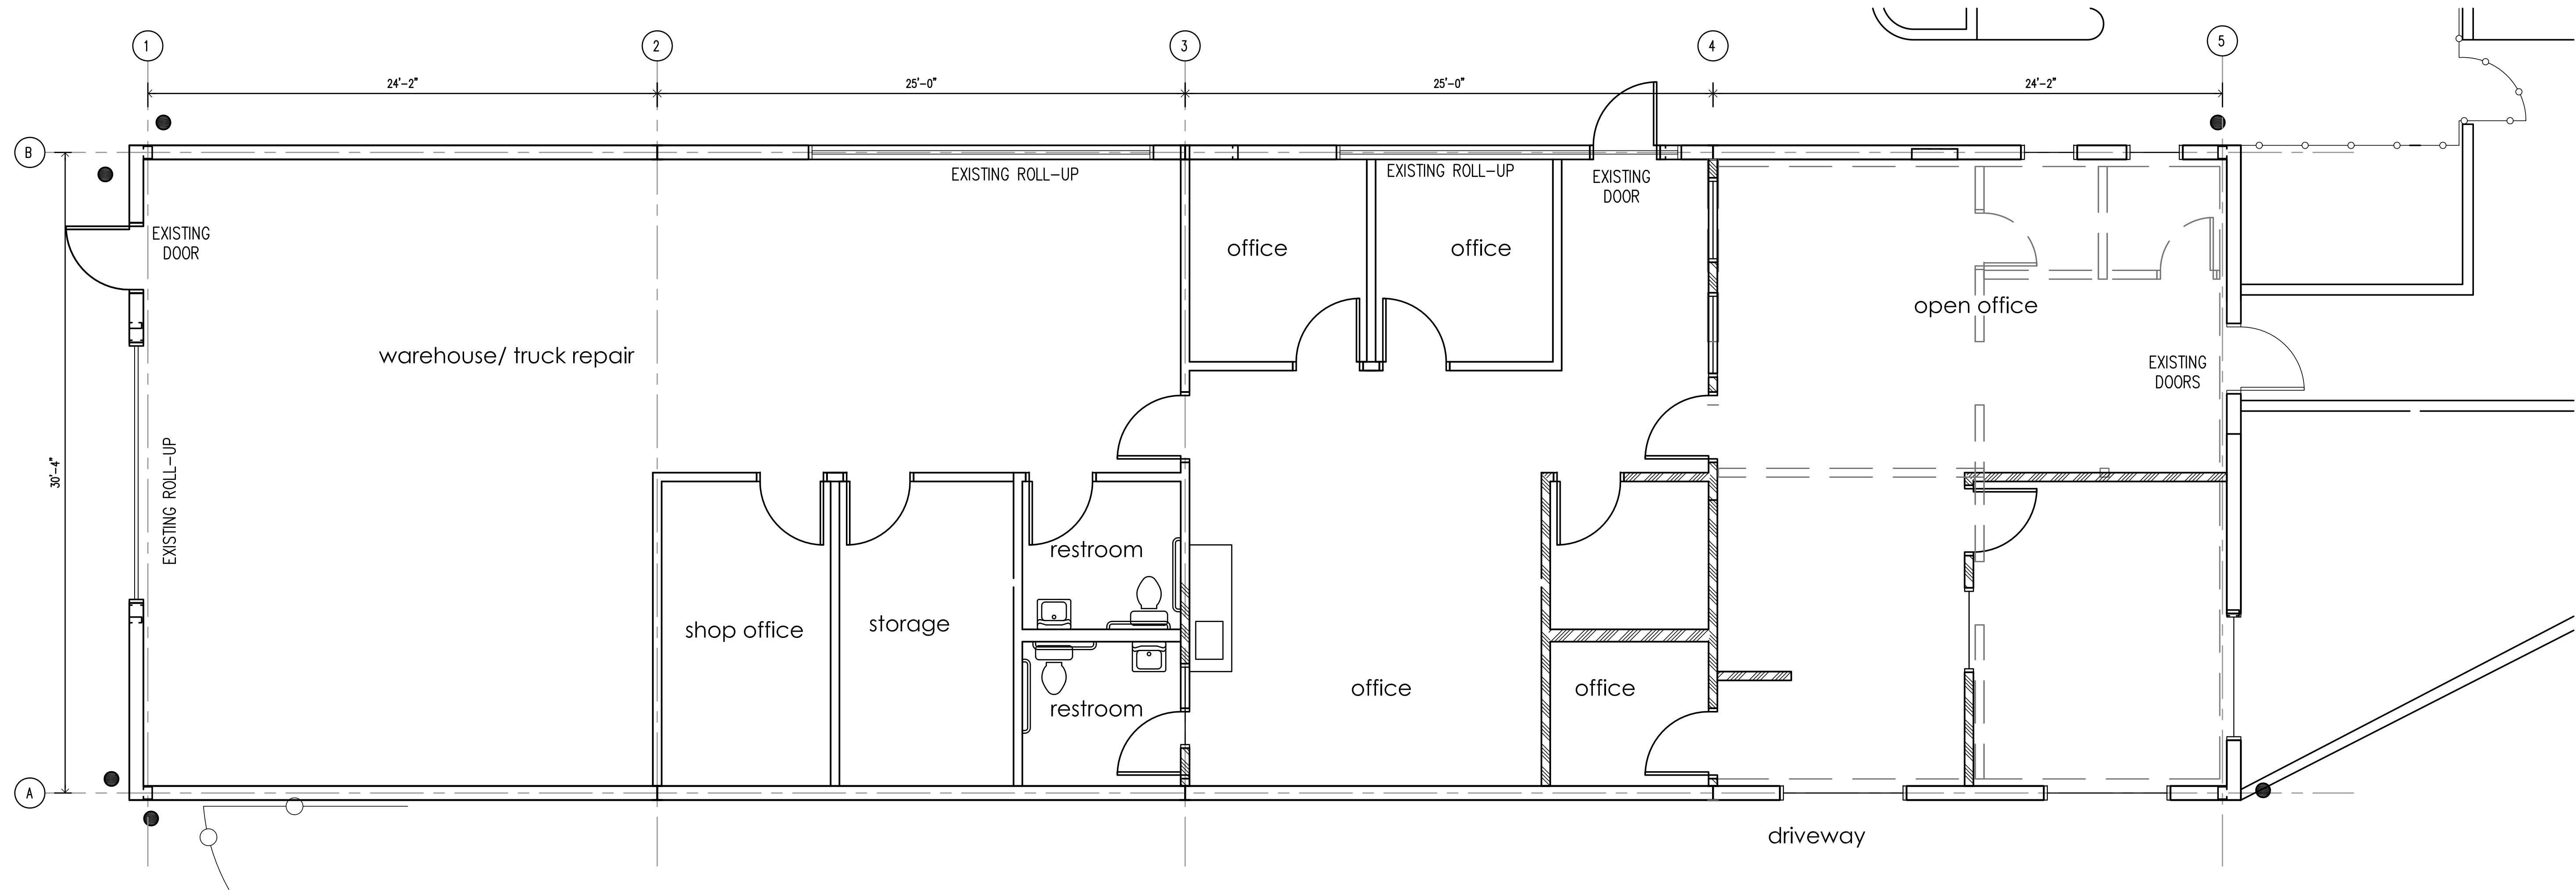 1
2
3
4
5
24'-2"
25'-0"
25'-0"
24'-2"
B
EXISTING ROLL-UP
EXISTING ROLL-UP
EXISTING
DOOR
EXISTING
DOOR
office
office
open office
warehouse/ truck repair
EXISTING
DOORS
30'-4"
EXISTING ROLL-UP
restroom
shop office
storage
office
office
restroom
A
driveway